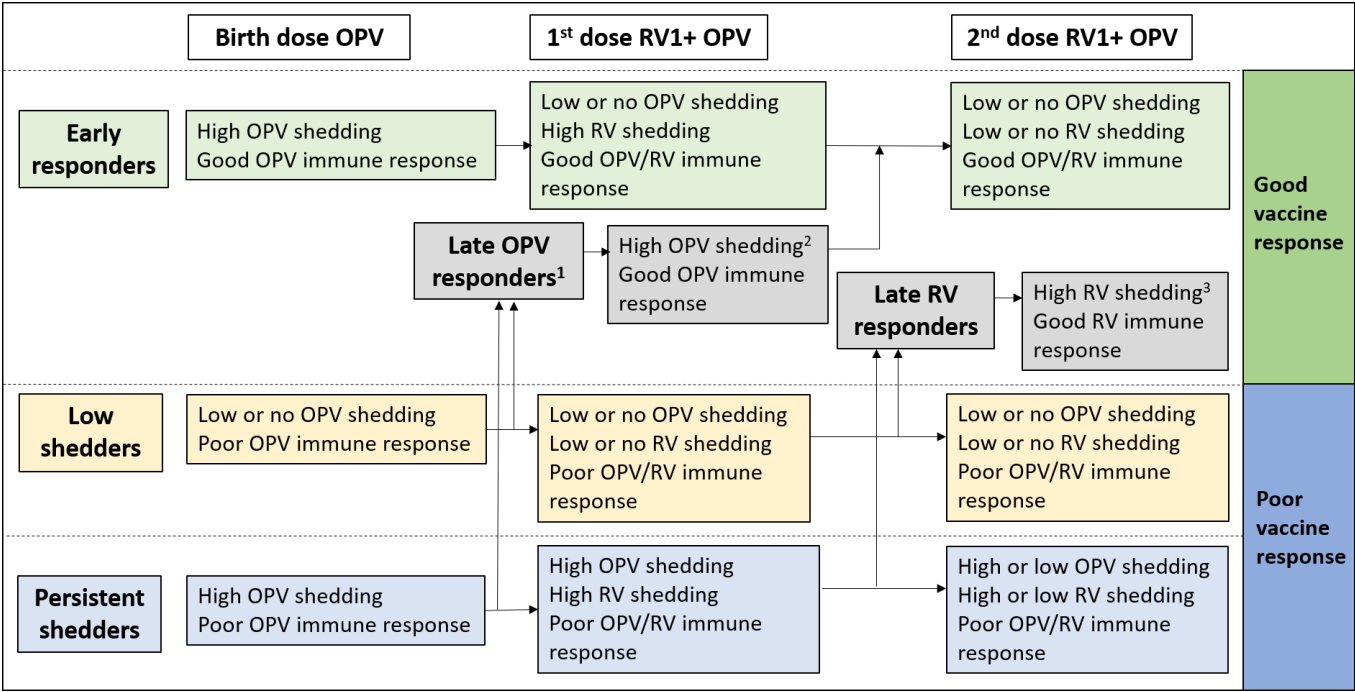 Birth dose OPV
1st dose RV1+ OPV
2nd dose RV1+ OPV
Early
responders
High OPV shedding
Good OPV immune response
Low or no OPV shedding
High RV shedding
Good OPV/RV immune
response
Low or no OPV shedding
Low or no RV shedding
Good OPV/RV immune
response
Good
vaccine
response
Late OPV
responders1
High OPV shedding2
Good OPV immune
response
Late RV
responders
High RV shedding3
Good RV immune
response
Low
shedders
Low or no OPV shedding
Poor OPV immune response
Low or no OPV shedding
Low or no RV shedding
Poor OPV/RV immune
response
Low or no OPV shedding
Low or no RV shedding
Poor OPV/RV immune
response
Poor
vaccine
response
Persistent
shedders
High OPV shedding
Poor OPV immune response
High OPV shedding
High RV shedding
Poor OPV/RV immune
response
High or low OPV shedding
High or low RV shedding
Poor OPV/RV immune
response